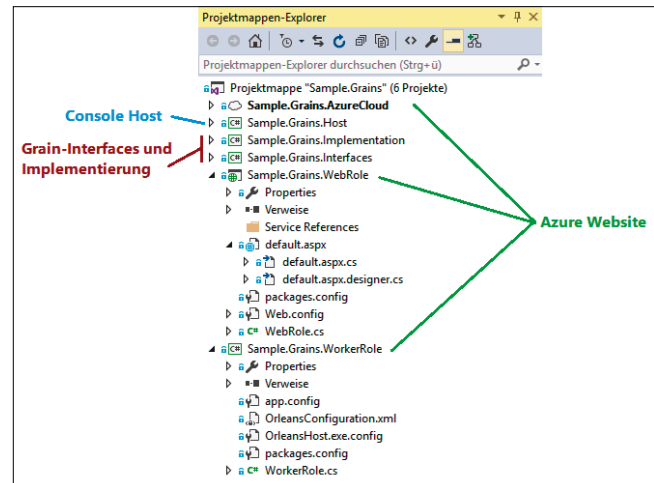 Projektmappen-Explorer
Projektmappen-Explorer durchsuchen (Strg+ü)
Projektmappe "Sample.Grains" (6 Projekte)
Sample.Grains.AzureCloud
Console Host
C# Sample.Grains.Host
Grain-Interfaces und
Implementierung
C# Sample.Grains.Implementation
C# Sample.Grains.Interfaces
Sample.Grains.WebRole
Properties
Verweise
Service References
Azure Website
default.aspx
default.aspx.cs
default.aspx.designer.cs
packages.config
Web.config
C# WebRole.cs
C# Sample.Grains.WorkerRole
Properties
Verweise
app.config
OrleansConfiguration.xml
OrleansHost.exe.config
packages.config
C# WorkerRole.cs